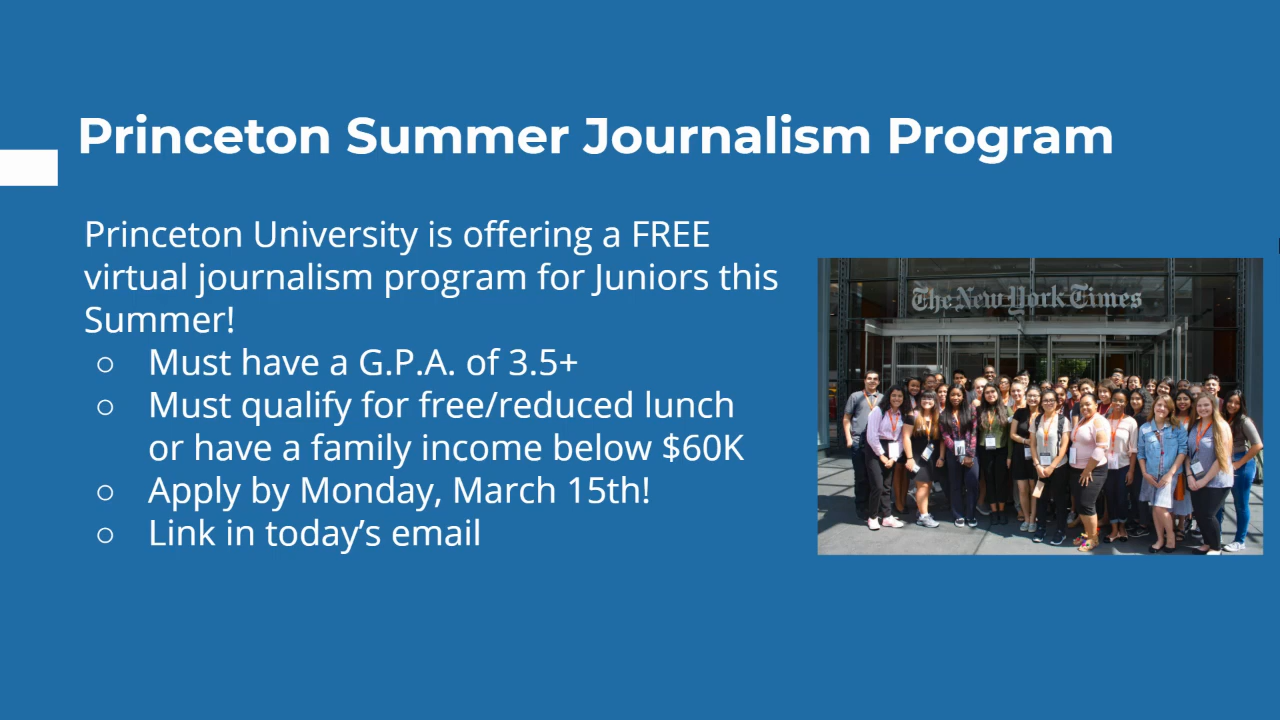 Princeton Summer Journalism Program
Princeton University is offering a FREE
virtual journalism program for Juniors this
Summer!
○ Must have a G.P.A. of 3.5+
○ Must qualify for free/reduced lunch
or have a family income below $60K
○ Apply by Monday, March 15th!
○ Link in today’s email
The New York Times